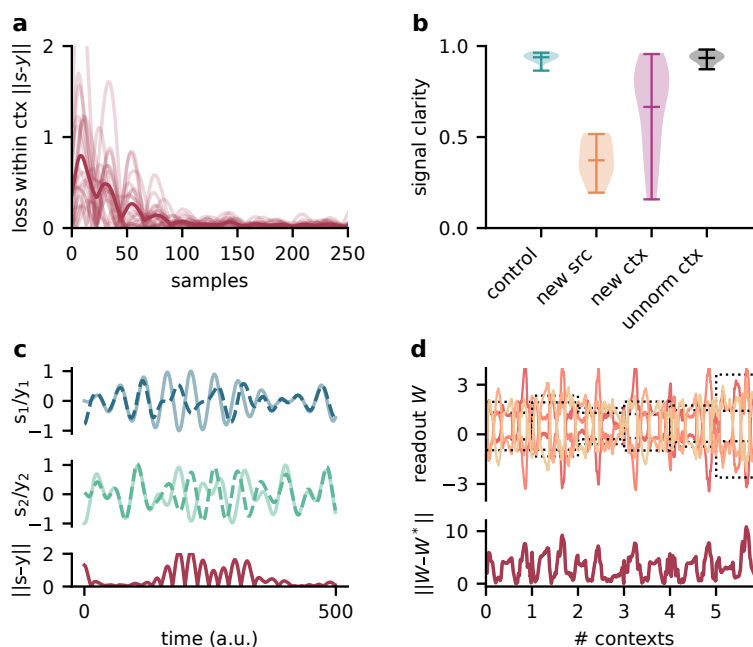 a
loss within ctx ||s-y||
2
1
0
0 50 100 150 200 250
samples
b
signal clarity
1.0
0.5
0.0
control
new src
new ctx
unnorm ctx
c
s₁/y₁
1
0
−1
s₂/y₂
1
0
−1
||s–y||
2
0
0 500
time (a.u.)
d
readout W
3
0
−3
||W–W*||
10
0
0 1 2 3 4 5
# contexts